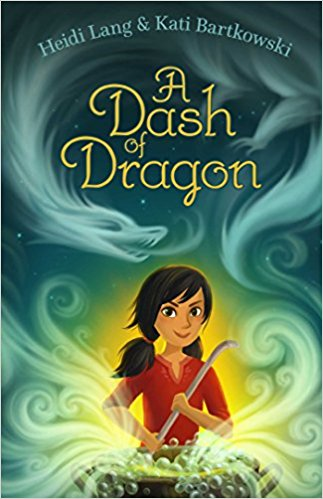 Heidi Lang & Kati Bartkowski
A
Dash
of
Dragon